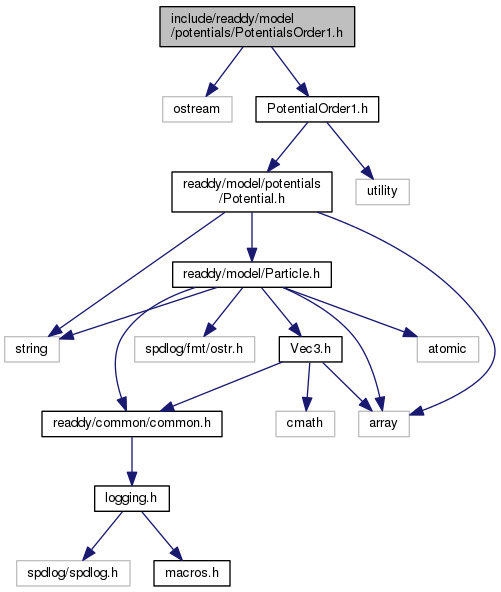 include/readdy/model
/potentials/PotentialsOrder1.h
ostream
PotentialOrder1.h
readdy/model/potentials
/Potential.h
utility
readdy/model/Particle.h
string
spdlog/fmt/ostr.h
Vec3.h
atomic
readdy/common/common.h
cmath
array
logging.h
spdlog/spdlog.h
macros.h